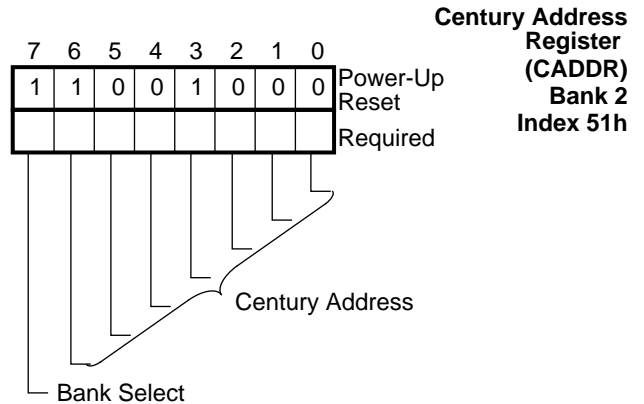 Century Address
Register
(CADDR)
Bank 2
Index 51h
7 6 5 4 3 2 1 0
1 1 0 0 1 0 0 0 Power-Up
Reset
Required
Century Address
Bank Select